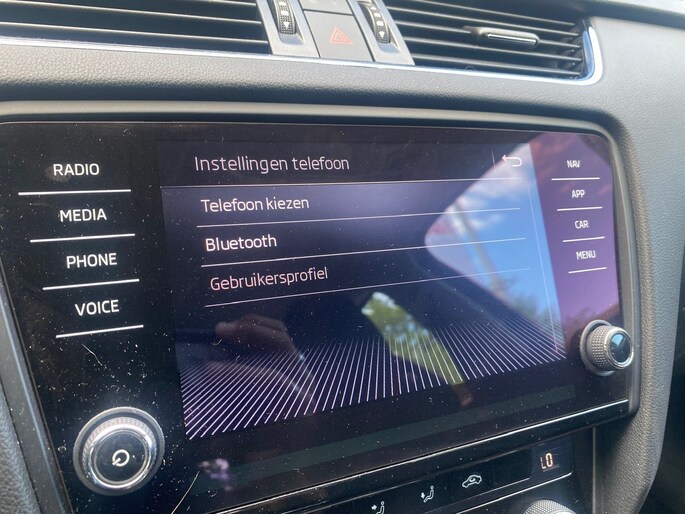 RADIO
MEDIA
PHONE
VOICE
Instellingen telefoon
Telefoon kiezen
Bluetooth
Gebruikersprofiel
NAV
APP
CAR
MENU
LO